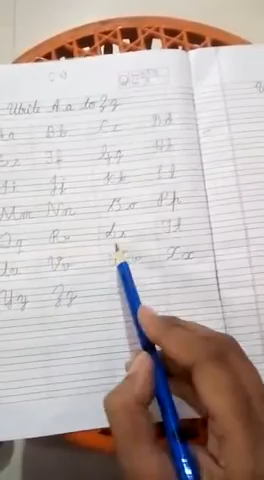 C.W
Write A a to Z z
Aa Bb Cc Dd
Ee Ff Gg Hh
Ii Jj Kk Ll
Mm Nn Oo Pp
Qq Rr Ss Tt
Uu Vv Xx
Yy Zz